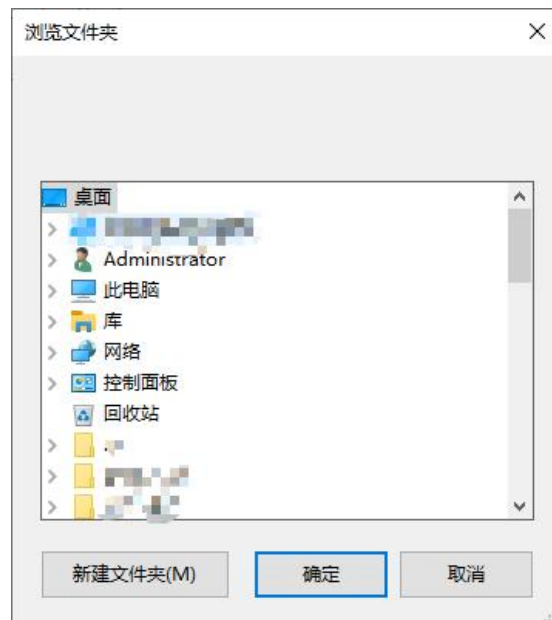 浏览文件夹
桌面
Administrator
此电脑
库
网络
控制面板
回收站
新建文件夹(M)
确定
取消